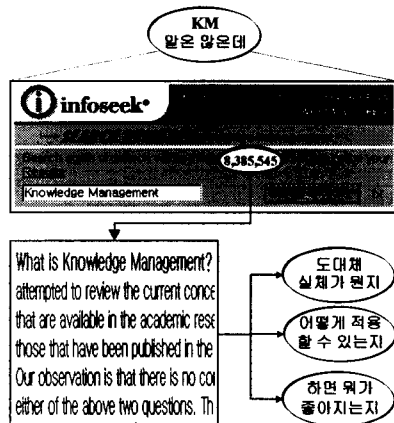 KM
말은 많은데
infoseek
8,385,545
Knowledge Management
What is Knowledge Management?
attempted to review the current conce
that are available in the academic rese
those that have been published in the
Our observation is that there is no cor
either of the above two questions. Th
도대체
실체가 뭔지
어떻게 적용
할 수 있는지
하면 뭐가
좋아지는지